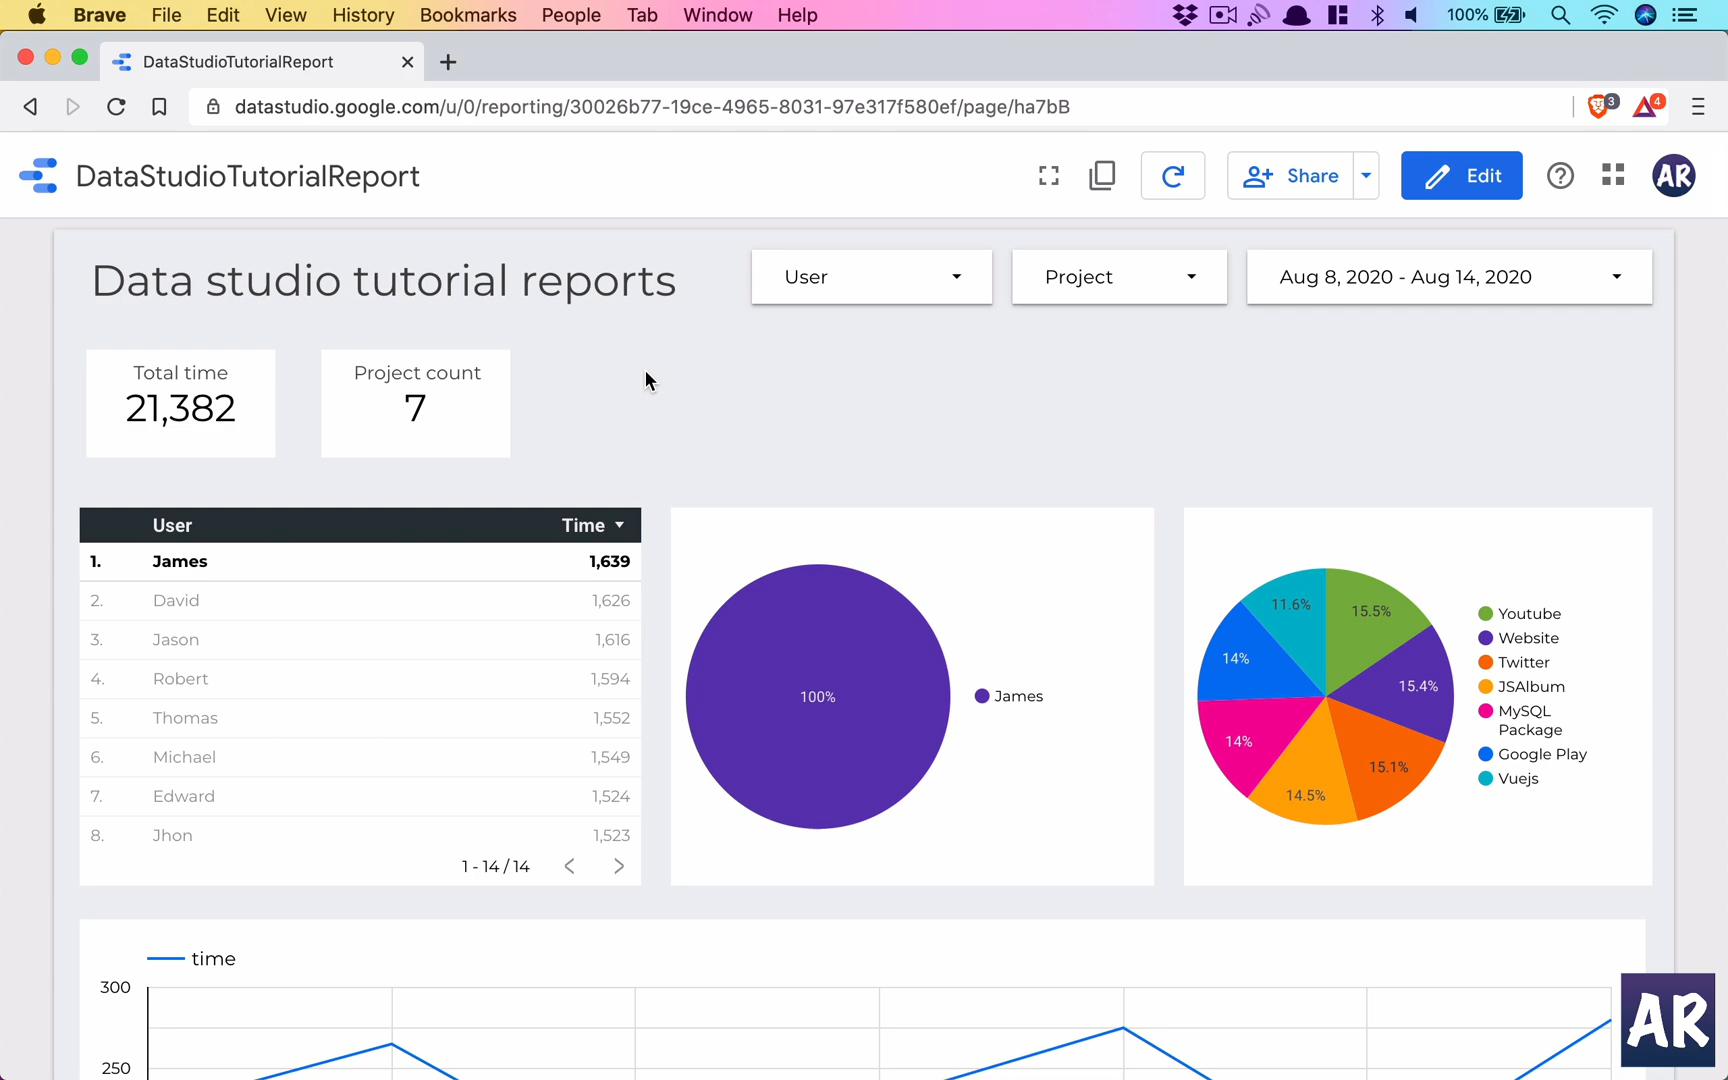 Brave File Edit View History Bookmarks People Tab Window Help 100%
DataStudioTutorialReport
datastudio.google.com/u/0/reporting/30026b77-19ce-4965-8031-97e317f580ef/page/ha7bB 3 4
DataStudioTutorialReport Share Edit AR
Data studio tutorial reports User Project Aug 8, 2020 - Aug 14, 2020
Total time Project count
21,382 7
User Time
1. James 1,639
2. David 1,626
3. Jason 1,616
4. Robert 1,594
5. Thomas 1,552
6. Michael 1,549
7. Edward 1,524
8. Jhon 1,523
1 - 14 / 14
100%
James
11.6% 15.5%
14% 15.4%
14% 15.1%
14.5%
Youtube
Website
Twitter
JSAlbum
MySQL
Package
Google Play
Vuejs
time
300
250
AR